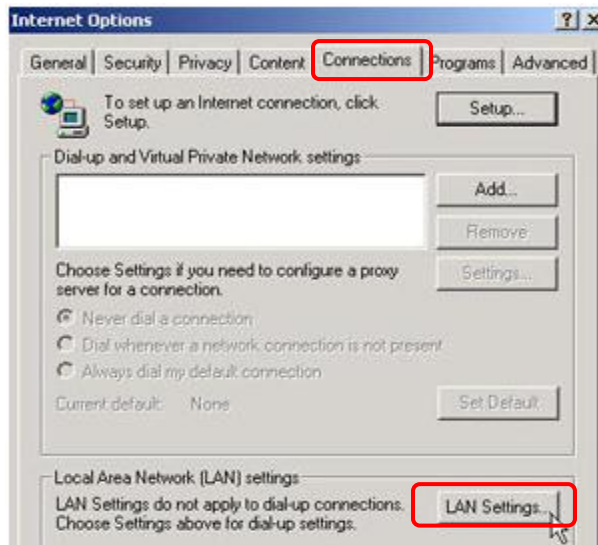 Internet Options
? X
General Security Privacy Content Connections Programs Advanced
To set up an Internet connection, click
Setup.
Setup...
Dial-up and Virtual Private Network settings
Add...
Remove
Choose Settings if you need to configure a proxy
server for a connection.
Settings...
Never dial a connection
Dial whenever a network connection is not present
Always dial my default connection
Current default: None
Set Default
Local Area Network (LAN) settings
LAN Settings do not apply to dial-up connections.
Choose Settings above for dial-up settings.
LAN Settings...